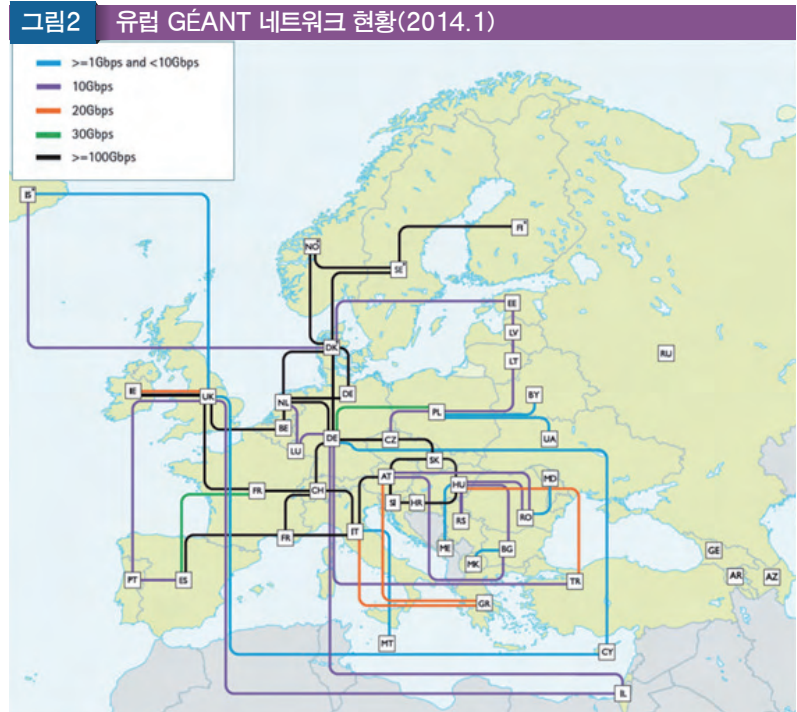 그림2 유럽 GÉANT 네트워크 현황(2014.1)
>=1Gbps and <10Gbps
10Gbps
20Gbps
30Gbps
>=100Gbps
IS*
NO*
SE*
FI*
EE
LV
LT
DK
RU
IE
UK
NL
DE
BE
LU
DE
PL
BY
UA
CZ
SK
FR
CH
AT
HU
MD
SI
HR
RS
RO
FR
IT
ME
MK
BG
GE
PT
ES
TR
AR
AZ
GR
MT
CY
IL